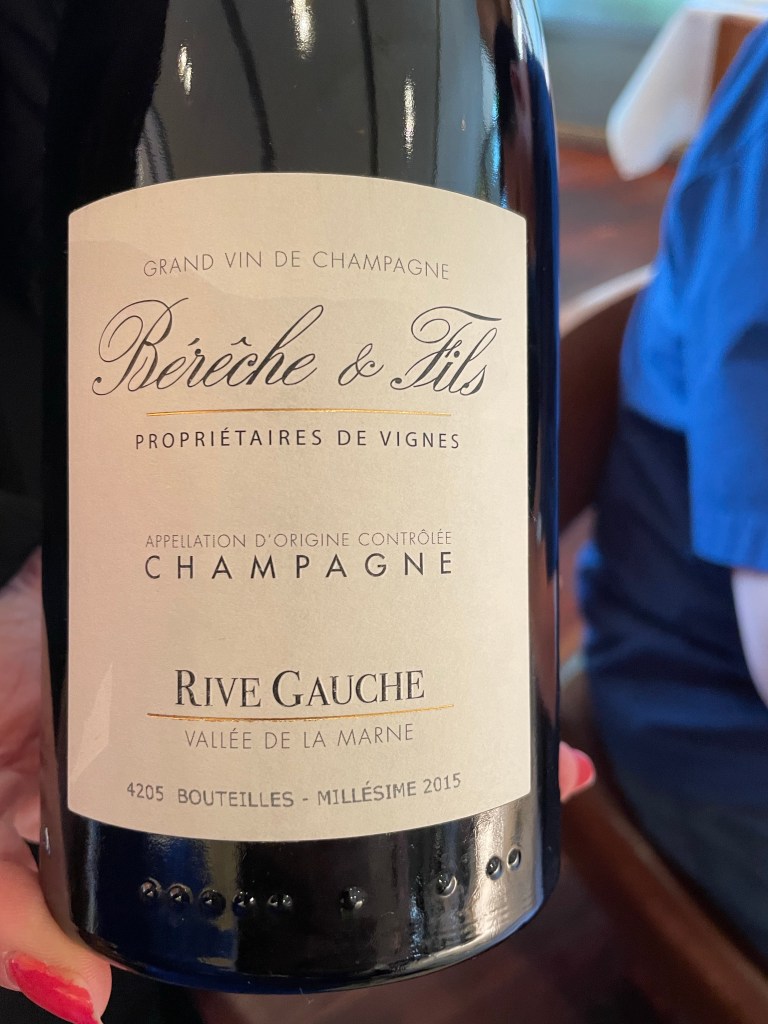 GRAND VIN DE CHAMPAGNE
Bérêche & Fils
PROPRIÉTAIRES DE VIGNES
APPELLATION D'ORIGINE CONTRÔLÉE
CHAMPAGNE
RIVE GAUCHE
VALLÉE DE LA MARNE
4205 BOUTEILLES - MILLÉSIME 2015